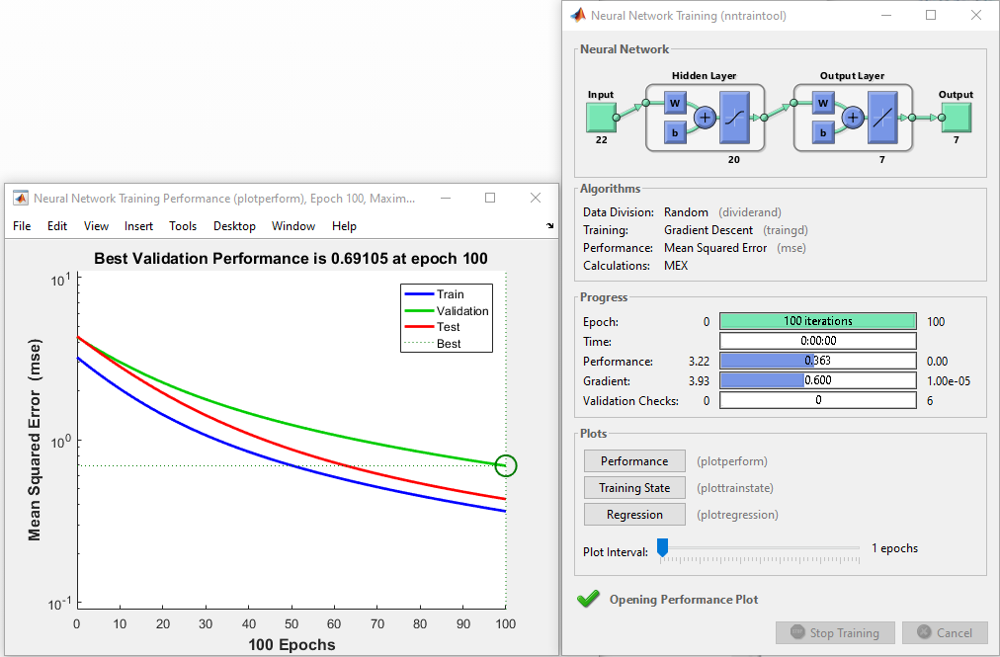 Neural Network Training Performance (plotperform), Epoch 100, Maxim...
File Edit View Insert Tools Desktop Window Help
Best Validation Performance is 0.69105 at epoch 100
Mean Squared Error (mse)
10^1
10^0
10^-1
Train
Validation
Test
Best
0 10 20 30 40 50 60 70 80 90 100
100 Epochs
Neural Network Training (nntraintool)
Neural Network
Hidden Layer Output Layer
Input Output
W W
b b
+ +
22 7
20 7
Algorithms
Data Division: Random (dividerand)
Training: Gradient Descent (traingd)
Performance: Mean Squared Error (mse)
Calculations: MEX
Progress
Epoch: 0 100 iterations 100
Time: 0:00:00
Performance: 3.22 0.363 0.00
Gradient: 3.93 0.600 1.00e-05
Validation Checks: 0 0 6
Plots
Performance (plotperform)
Training State (plottrainstate)
Regression (plotregression)
Plot Interval: 1 epochs
Opening Performance Plot
Stop Training Cancel